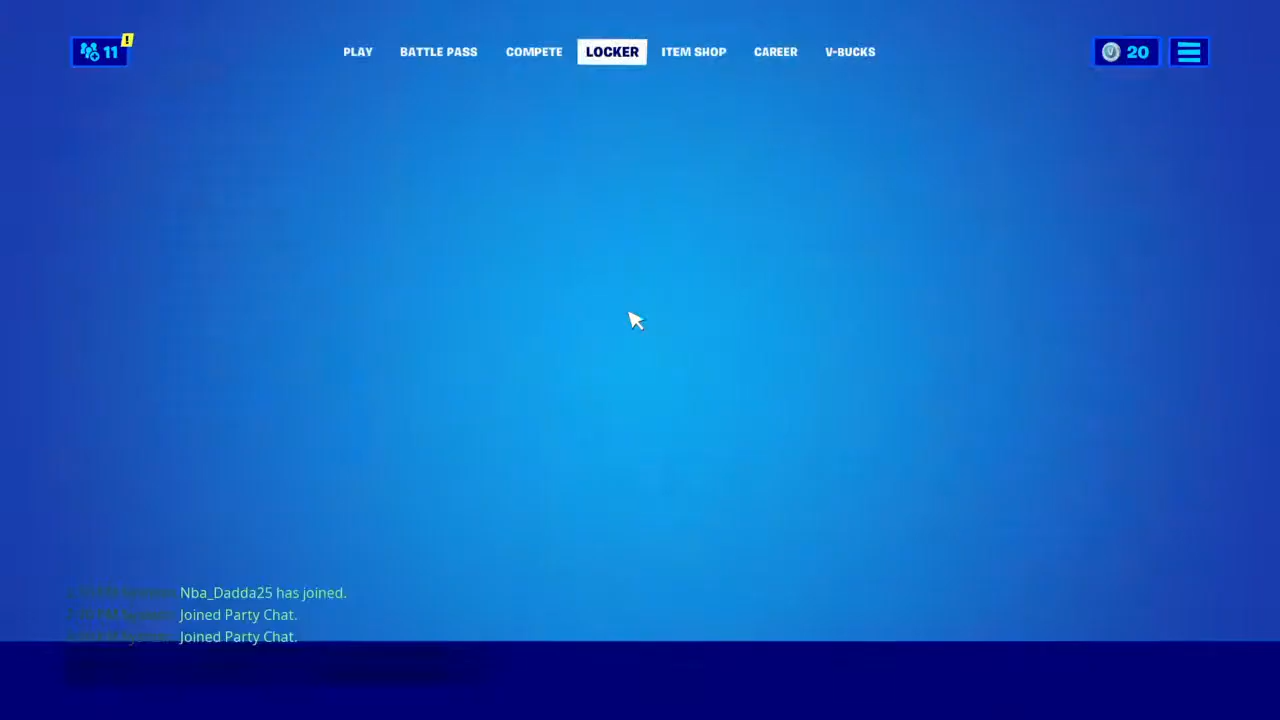 11 !
PLAY BATTLE PASS COMPETE LOCKER ITEM SHOP CAREER V-BUCKS
20
Nba_Dadda25 has joined.
Joined Party Chat.
Joined Party Chat.